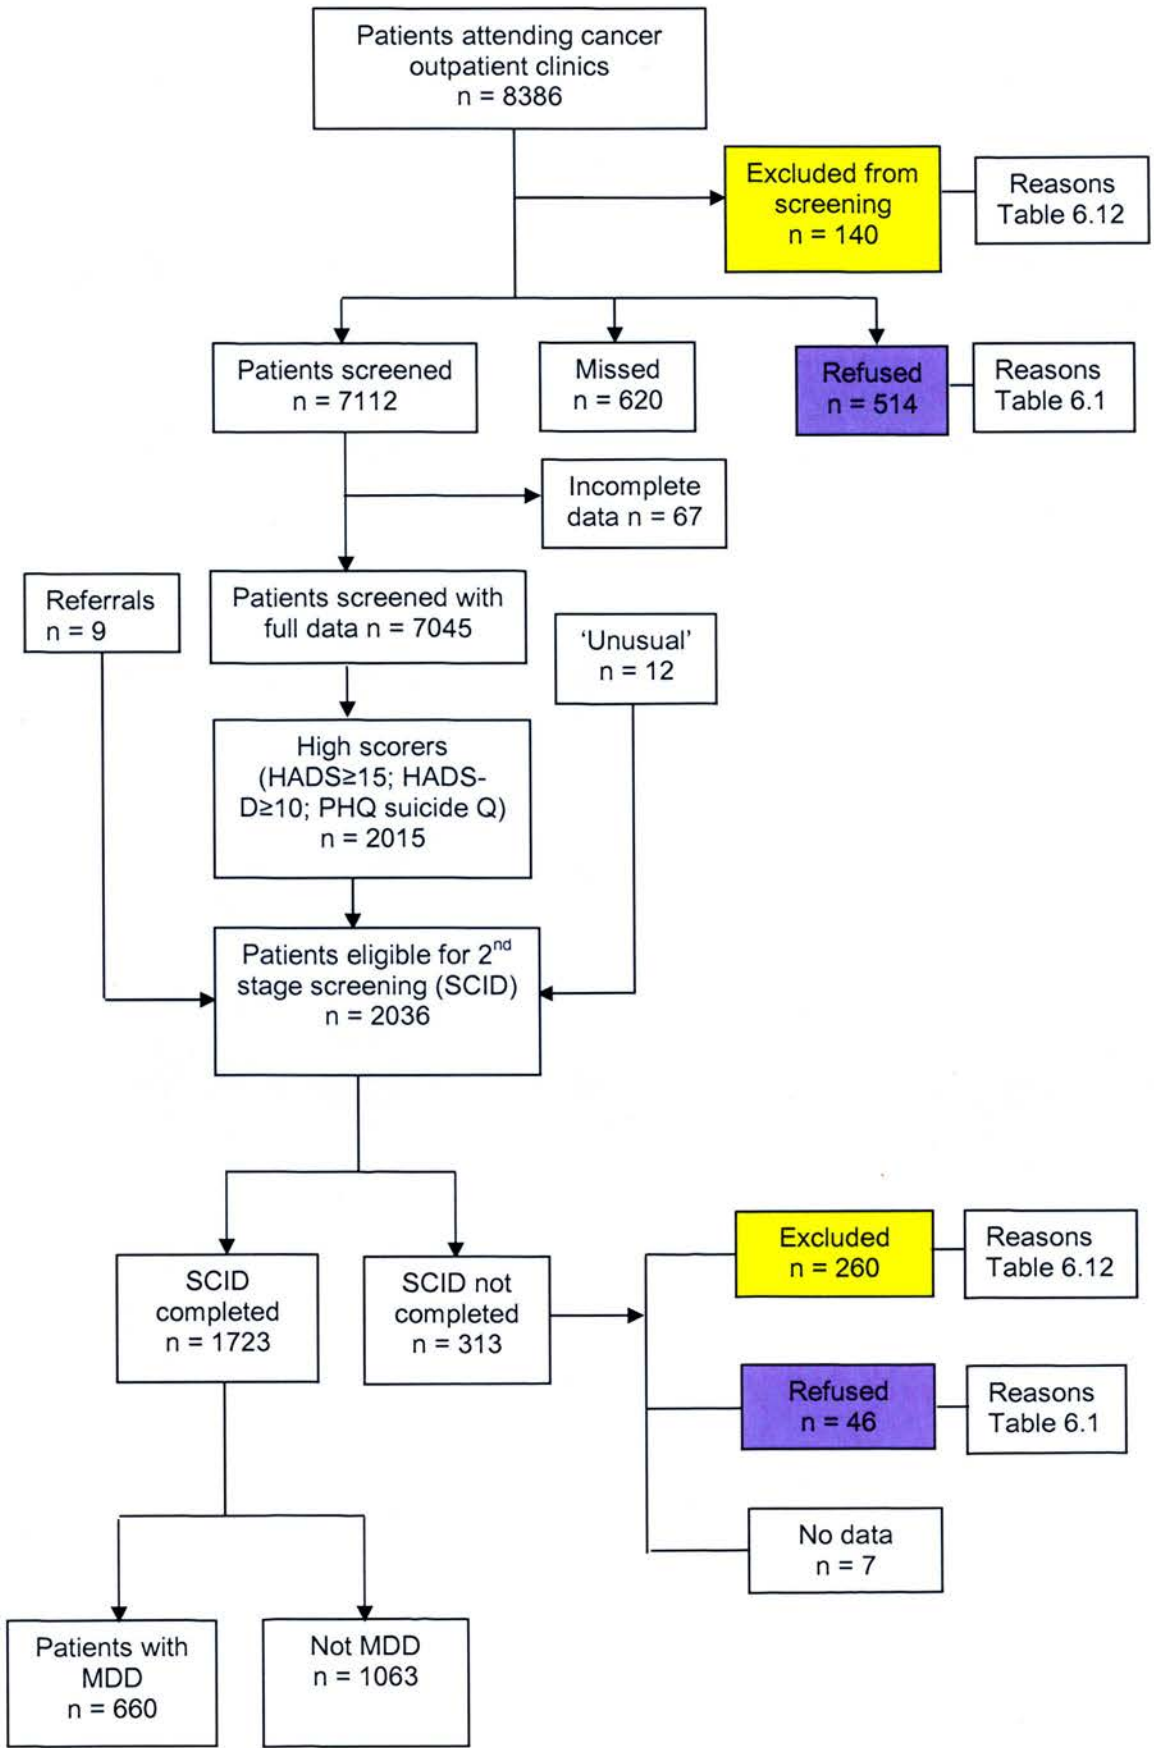 Patients attending cancer
outpatient clinics
n = 8386
Excluded from
screening
n = 140
Reasons
Table 6.12
Patients screened
n = 7112
Missed
n = 620
Refused
n = 514
Reasons
Table 6.1
Incomplete
data n = 67
Referrals
n = 9
Patients screened with
full data n = 7045
‘Unusual’
n = 12
High scorers
(HADS≥15; HADS-
D≥10; PHQ suicide Q)
n = 2015
Patients eligible for 2nd
stage screening (SCID)
n = 2036
SCID
completed
n = 1723
SCID not
completed
n = 313
Excluded
n = 260
Reasons
Table 6.12
Refused
n = 46
Reasons
Table 6.1
No data
n = 7
Patients with
MDD
n = 660
Not MDD
n = 1063